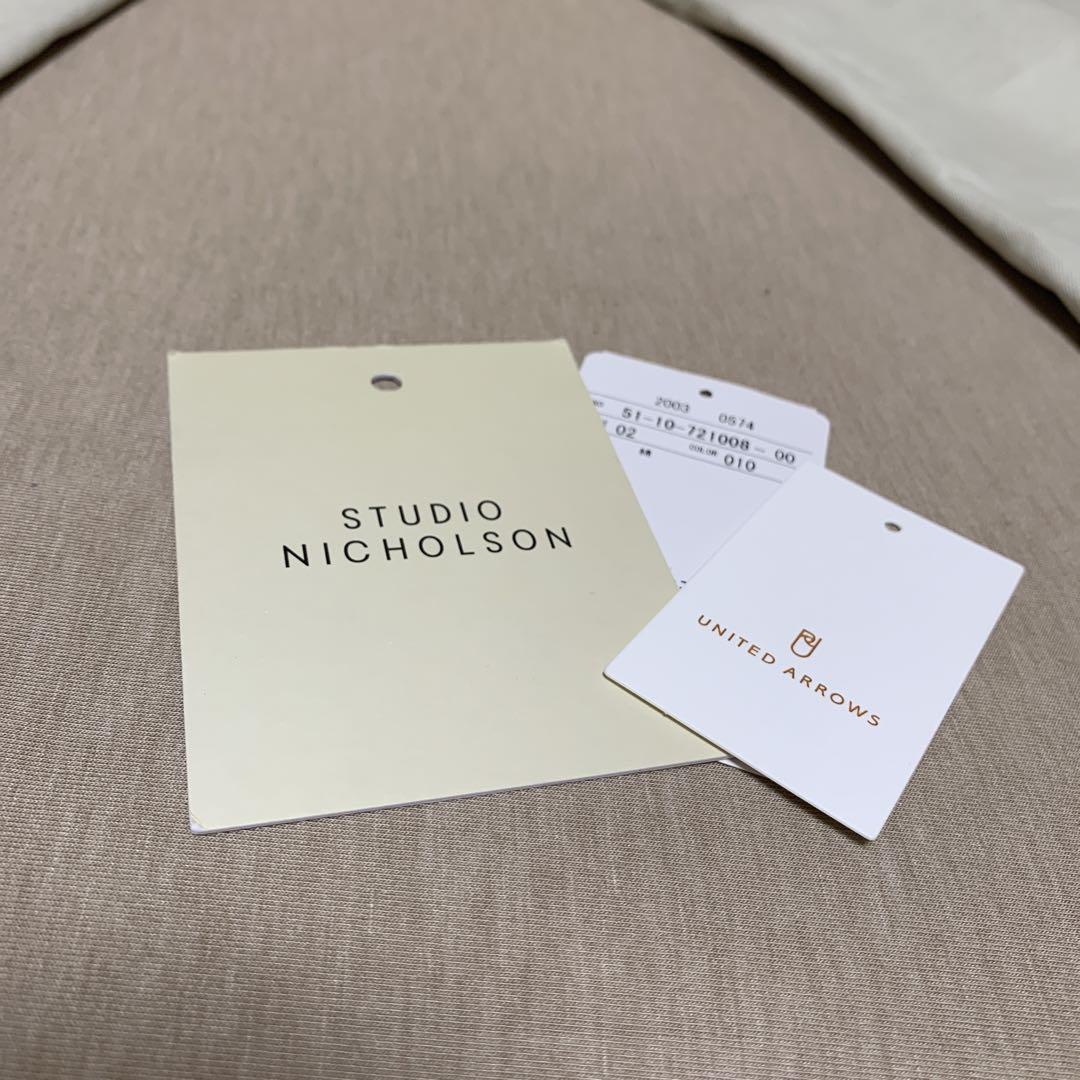 STUDIO
NICHOLSON
2003 0574
51-10-721008-00
02 COLOR 010
UNITED ARROWS